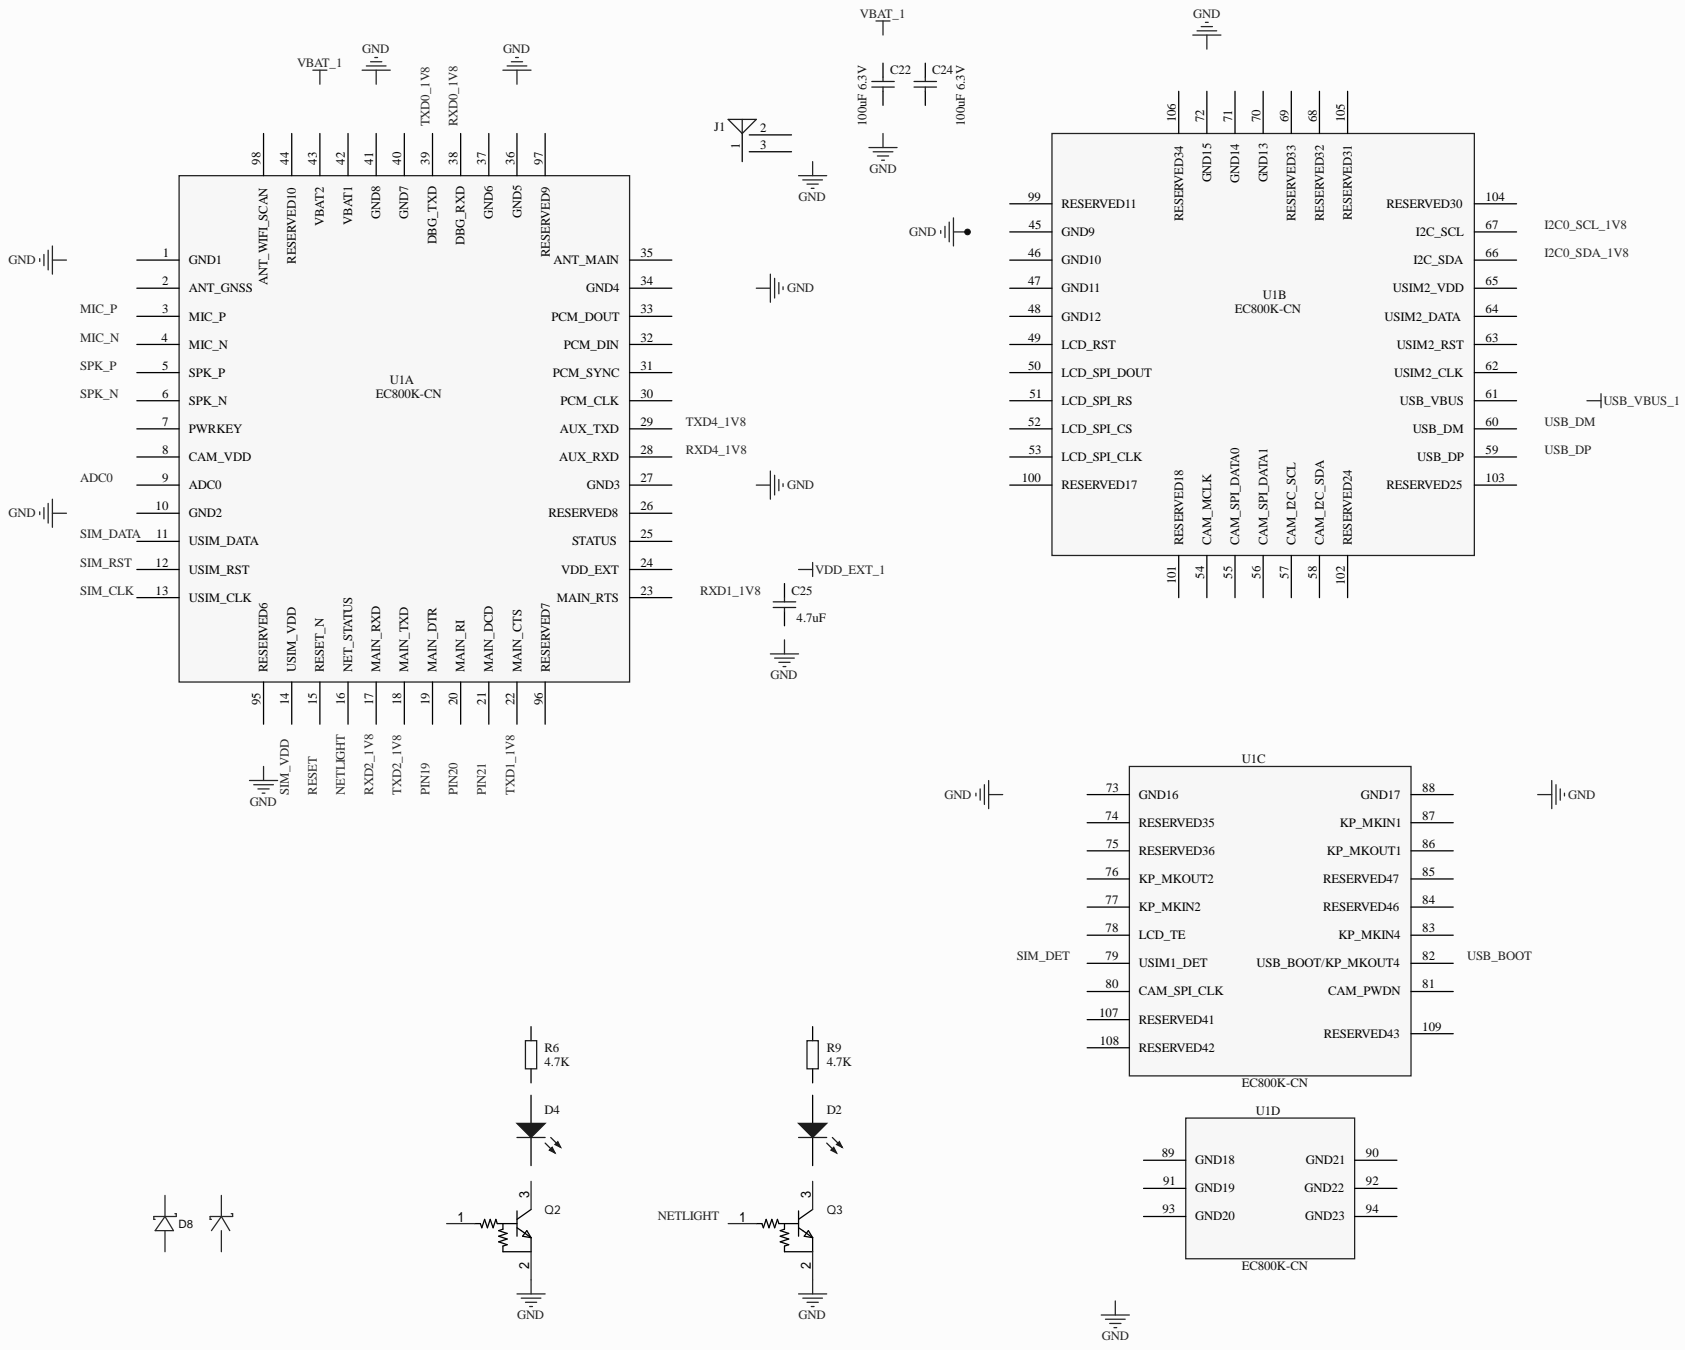 VBAT_1
GND
TXD0_1V8
RXD0_1V8
GND
98
44
43
42
41
40
39
38
37
36
97
ANT_WIFI_SCAN
RESERVED10
VBAT2
VBAT1
GND8
GND7
DBG_TXD
DBG_RXD
GND6
GND5
RESERVED9
GND
1 GND1
2 ANT_GNSS
MIC_P 3 MIC_P
MIC_N 4 MIC_N
SPK_P 5 SPK_P
SPK_N 6 SPK_N
7 PWRKEY
8 CAM_VDD
ADC0 9 ADC0
GND 10 GND2
SIM_DATA 11 USIM_DATA
SIM_RST 12 USIM_RST
SIM_CLK 13 USIM_CLK
U1A
EC800K-CN
ANT_MAIN 35
GND4 34 GND
PCM_DOUT 33
PCM_DIN 32
PCM_SYNC 31
PCM_CLK 30
AUX_TXD 29 TXD4_1V8
AUX_RXD 28 RXD4_1V8
GND3 27 GND
RESERVED8 26
STATUS 25
VDD_EXT 24 VDD_EXT_1
MAIN_RTS 23 RXD1_1V8
C25
4.7uF
GND
RESERVED6
USIM_VDD
RESET_N
NET_STATUS
MAIN_RXD
MAIN_TXD
MAIN_DTR
MAIN_RI
MAIN_DCD
MAIN_CTS
RESERVED7
95
14
15
16
17
18
19
20
21
22
96
GND
SIM_VDD
RESET
NETLIGHT
RXD2_1V8
TXD2_1V8
PIN19
PIN20
PIN21
TXD1_1V8
J1
1
2
3
GND
VBAT_1
100uF 6.3V
C22
C24
100uF 6.3V
GND
GND
106
72
71
70
69
68
105
RESERVED34
GND15
GND14
GND13
RESERVED33
RESERVED32
RESERVED31
99 RESERVED11
GND 45 GND9
46 GND10
47 GND11
48 GND12
49 LCD_RST
50 LCD_SPI_DOUT
51 LCD_SPI_RS
52 LCD_SPI_CS
53 LCD_SPI_CLK
100 RESERVED17
U1B
EC800K-CN
RESERVED30 104
I2C_SCL 67 I2C0_SCL_1V8
I2C_SDA 66 I2C0_SDA_1V8
USIM2_VDD 65
USIM2_DATA 64
USIM2_RST 63
USIM2_CLK 62
USB_VBUS 61 USB_VBUS_1
USB_DM 60 USB_DM
USB_DP 59 USB_DP
RESERVED25 103
RESERVED18
CAM_MCLK
CAM_SPI_DATA0
CAM_SPI_DATA1
CAM_I2C_SCL
CAM_I2C_SDA
RESERVED24
101
54
55
56
57
58
102
U1C
GND 73 GND16
74 RESERVED35
75 RESERVED36
76 KP_MKOUT2
77 KP_MKIN2
78 LCD_TE
SIM_DET 79 USIM1_DET
80 CAM_SPI_CLK
107 RESERVED41
108 RESERVED42
GND17 88 GND
KP_MKIN1 87
KP_MKOUT1 86
RESERVED47 85
RESERVED46 84
KP_MKIN4 83
USB_BOOT/KP_MKOUT4 82 USB_BOOT
CAM_PWDN 81
RESERVED43 109
EC800K-CN
U1D
89 GND18 GND21 90
91 GND19 GND22 92
93 GND20 GND23 94
EC800K-CN
GND
D8
R6
4.7K
D4
3
1
Q2
2
GND
R9
4.7K
D2
3
NETLIGHT 1
Q3
2
GND